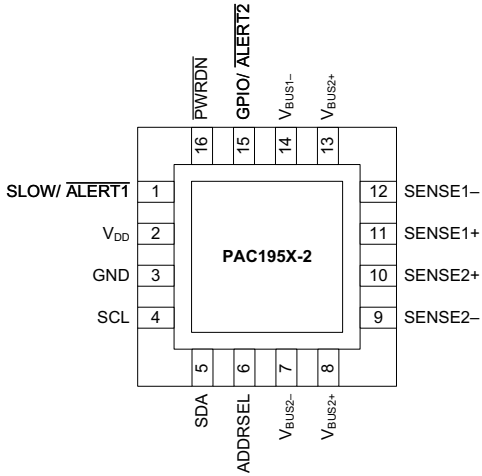 PWRDN
GPIO/ ALERT2
VBUS1–
VBUS2+
16
15
14
13
SLOW/ ALERT1
1
12
SENSE1–
VDD
2
11
SENSE1+
PAC195X-2
GND
3
10
SENSE2+
SCL
4
9
SENSE2–
5
6
7
8
SDA
ADDRSEL
VBUS2–
VBUS2+